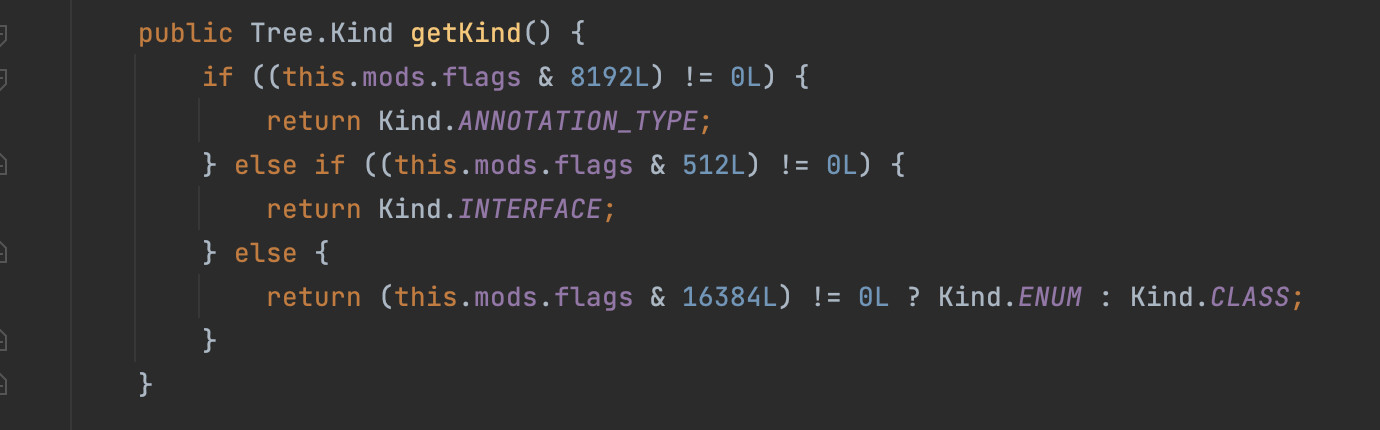 public Tree.Kind getKind() {
if ((this.mods.flags & 8192L) != 0L) {
return Kind.ANNOTATION_TYPE;
} else if ((this.mods.flags & 512L) != 0L) {
return Kind.INTERFACE;
} else {
return (this.mods.flags & 16384L) != 0L ? Kind.ENUM : Kind.CLASS;
}
}